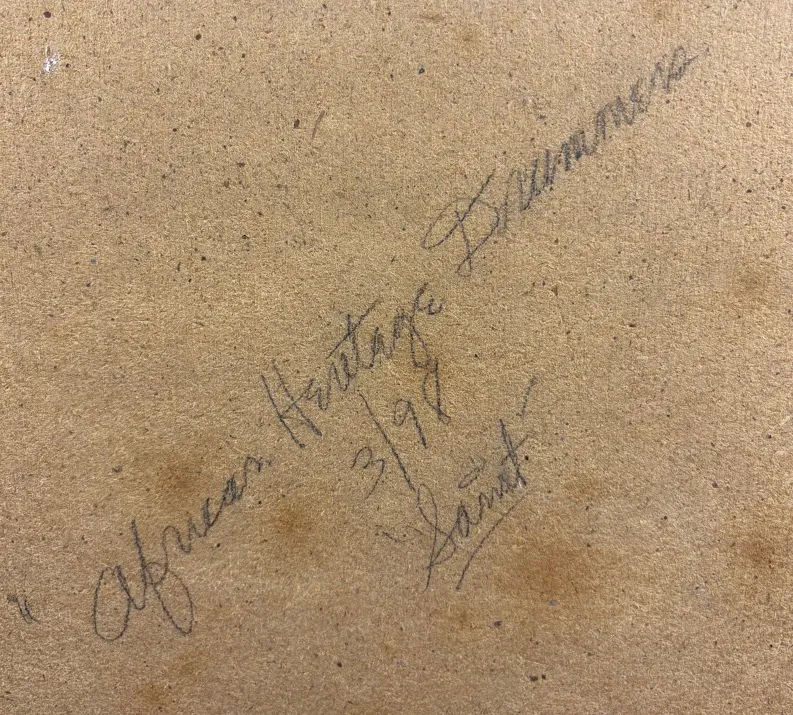 " African Heritage Drummers
3/98
"Saint"